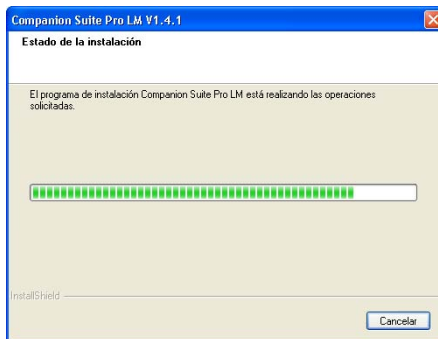 Companion Suite Pro LM V1.4.1
Estado de la instalación
El programa de instalación Companion Suite Pro LM está realizando las operaciones
solicitadas.
InstallShield
Cancelar